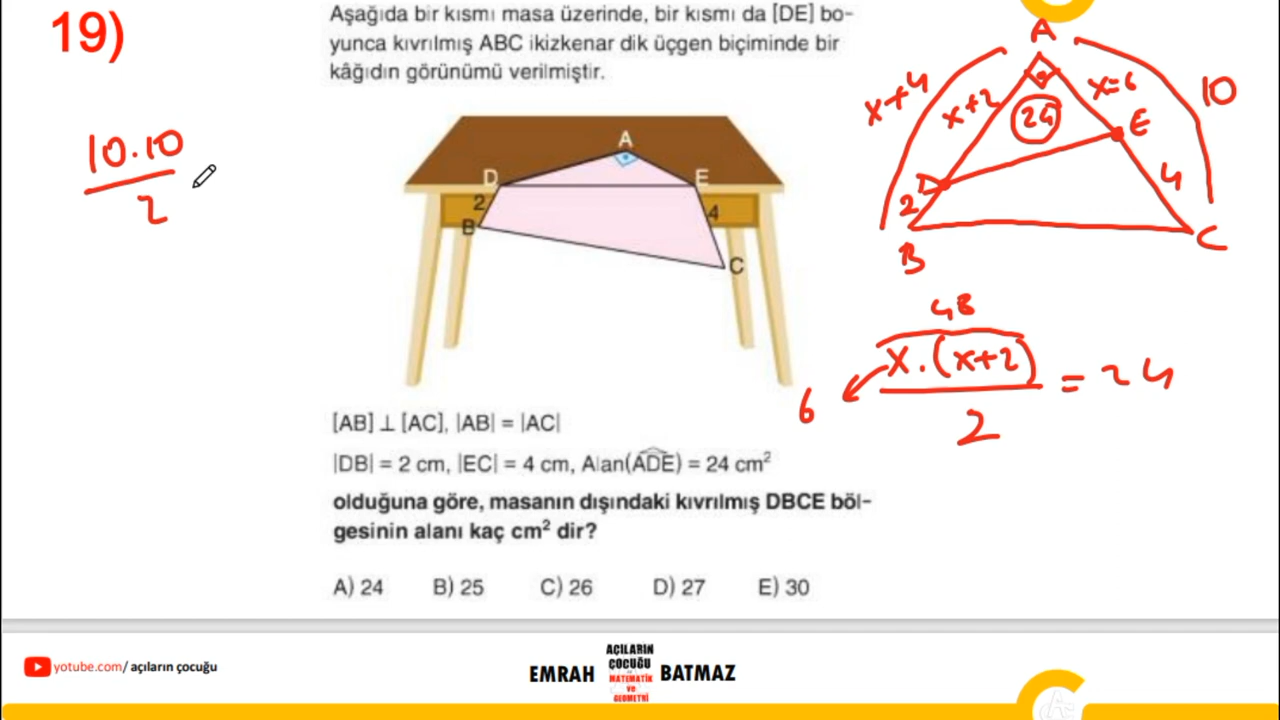 19)
Aşağıda bir kısmı masa üzerinde, bir kısmı da [DE] bo-
yunca kıvrılmış ABC ikizkenar dik üçgen biçiminde bir
kâğıdın görünümü verilmiştir.
10.10
2
A
D
E
2
4
B
C
A
x+4
x+2
24
x=6
10
E
D
4
2
B
C
48
x.(x+2)
= 24
2
6
[AB] ⊥ [AC], |AB| = |AC|
|DB| = 2 cm, |EC| = 4 cm, Alan(ADE) = 24 cm²
olduğuna göre, masanın dışındaki kıvrılmış DBCE böl-
gesinin alanı kaç cm² dir?
A) 24 B) 25 C) 26 D) 27 E) 30
yotube.com/ açıların çocuğu
EMRAH
AÇILARIN
ÇOCUĞU
MATEMATİK
VE
GEOMETRİ
BATMAZ